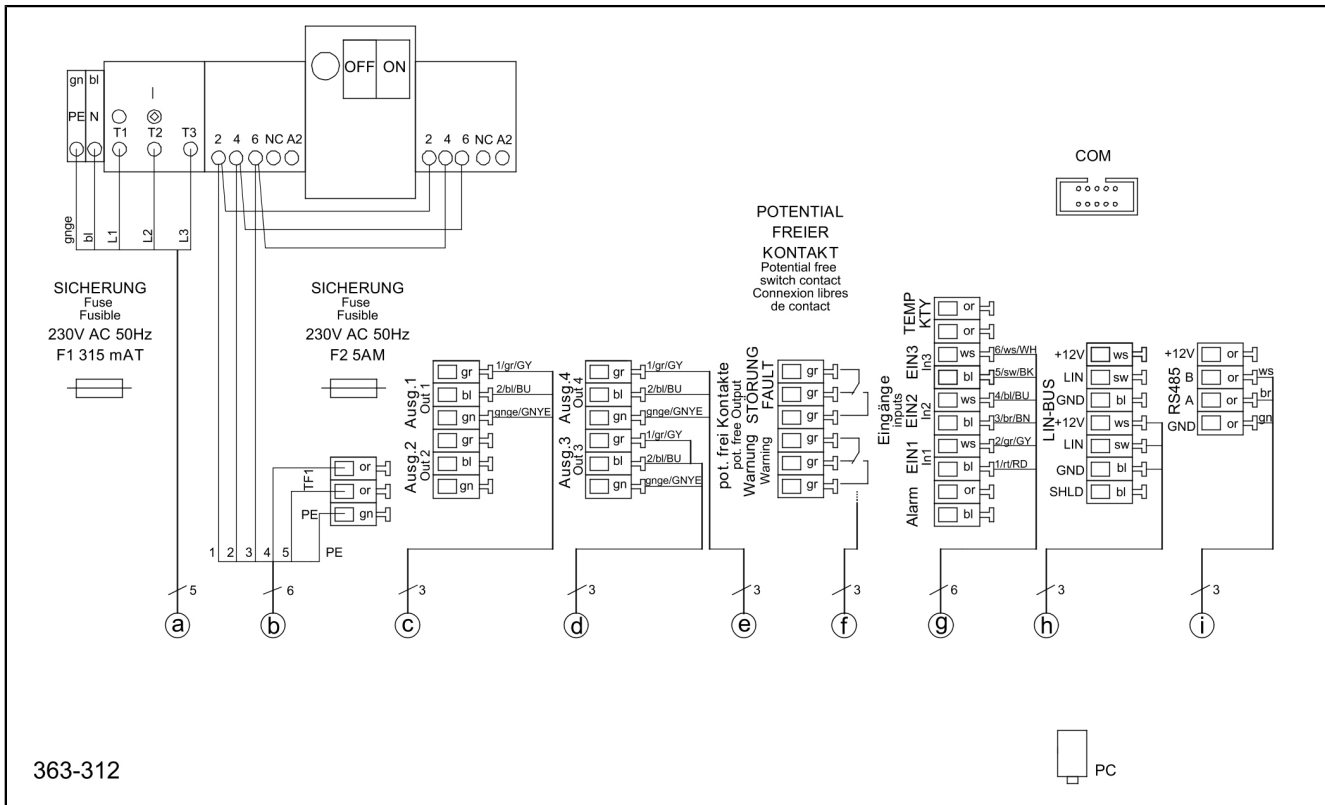 gn bl
PE N
T1 T2 T3
2 4 6 NC A2
OFF ON
2 4 6 NC A2
gnge
bl
L1
L2
L3
SICHERUNG
Fuse
Fusible
230V AC 50Hz
F1 315 mAT
SICHERUNG
Fuse
Fusible
230V AC 50Hz
F2 5AM
TF1
or
or
PE
gn
1 2 3 4 5 PE
Ausg.1
Out 1
Ausg.2
Out 2
gr 1/gr/GY
bl 2/bl/BU
gn gnge/GNYE
gr
bl
gn
Ausg.4
Out 4
Ausg.3
Out 3
gr 1/gr/GY
bl 2/bl/BU
gn gnge/GNYE
gr 1/gr/GY
bl 2/bl/BU
gn gnge/GNYE
POTENTIAL
FREIER
KONTAKT
Potential free
switch contact
Connexion libres
de contact
pot. frei Kontakte
pot. free Output
STÖRUNG
FAULT
Warnung
Warning
gr
gr
gr
gr
gr
gr
Eingänge
inputs
TEMP
KTY
EIN3
In3
EIN2
In2
EIN1
In1
Alarm
or
or
ws 6/ws/WH
bl 5/sw/BK
ws 4/bl/BU
bl 3/br/BN
ws 2/gr/GY
bl 1/rt/RD
or
bl
COM
LIN-BUS
+12V ws
LIN sw
GND bl
+12V ws
LIN sw
GND bl
SHLD bl
RS485
+12V or
B or ws
A or br
GND or gn
5
6
3
3
3
3
6
3
3
a
b
c
d
e
f
g
h
i
363-312
PC